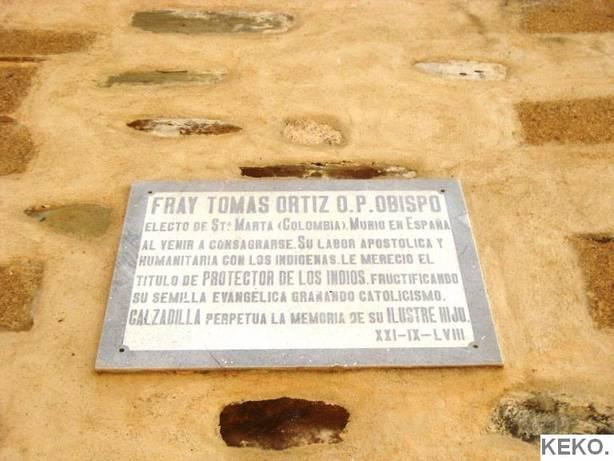 FRAY TOMAS ORTIZ O.P. OBISPO
ELECTO DE STA MARTA (COLOMBIA). MURIO EN ESPAÑA
AL VENIR A CONSAGRARSE. SU LABOR APOSTOLICA Y
HUMANITARIA CON LOS INDIGENAS. LE MERECIO EL
TITULO DE PROTECTOR DE LOS INDIOS. FRUCTIFICANDO
SU SEMILLA EVANGÉLICA GRANANDO CATOLICISMO.
CALZADILLA PERPETUA LA MEMORIA DE SU ILUSTRE HIJO.
XXI-IX-LVIII
KEKO.